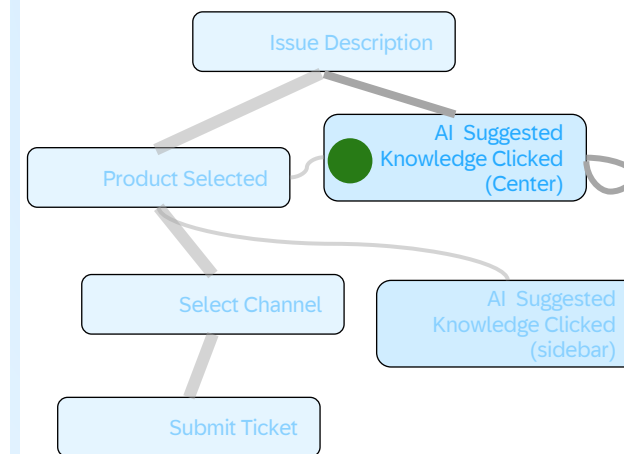 Issue Description
AI Suggested
Knowledge Clicked
(Center)
Product Selected
Select Channel
AI Suggested
Knowledge Clicked
(sidebar)
Submit Ticket